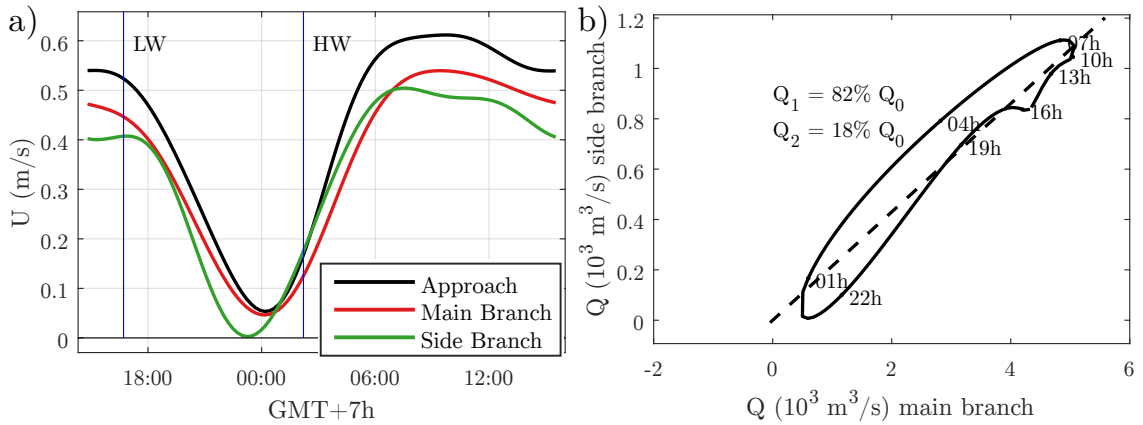 a)
LW
HW
U (m/s)
0.6
0.5
0.4
0.3
0.2
0.1
0
Approach
Main Branch
Side Branch
18:00 00:00 06:00 12:00
GMT+7h
b)
Q (10³ m³/s) side branch
1.2
1
0.8
0.6
0.4
0.2
0
Q₁ = 82% Q₀
Q₂ = 18% Q₀
07h
10h
13h
16h
04h
19h
01h
22h
-2 0 2 4 6
Q (10³ m³/s) main branch